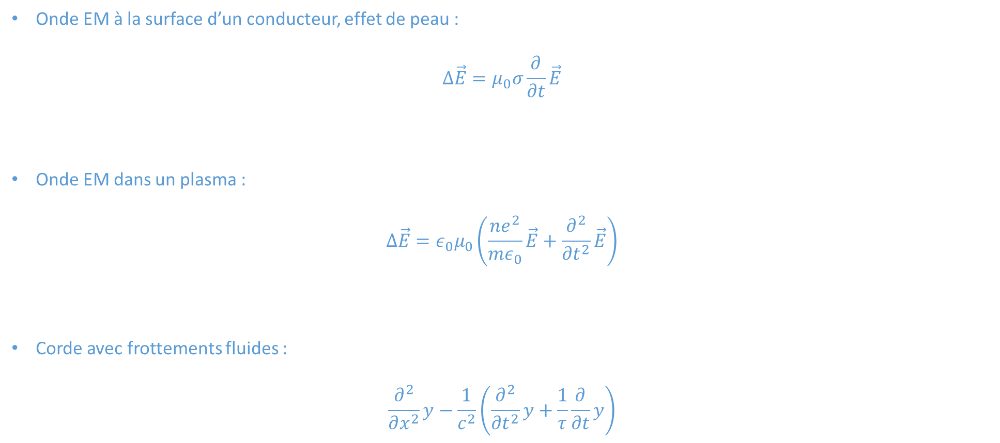 • Onde EM à la surface d’un conducteur, effet de peau :
$\Delta \vec{E} = \mu_0 \sigma \frac{\partial}{\partial t} \vec{E}$
• Onde EM dans un plasma :
$\Delta \vec{E} = \epsilon_0 \mu_0 \left( \frac{ne^2}{m\epsilon_0} \vec{E} + \frac{\partial^2}{\partial t^2} \vec{E} \right)$
• Corde avec frottements fluides :
$\frac{\partial^2}{\partial x^2} y - \frac{1}{c^2} \left( \frac{\partial^2}{\partial t^2} y + \frac{1}{\tau} \frac{\partial}{\partial t} y \right)$